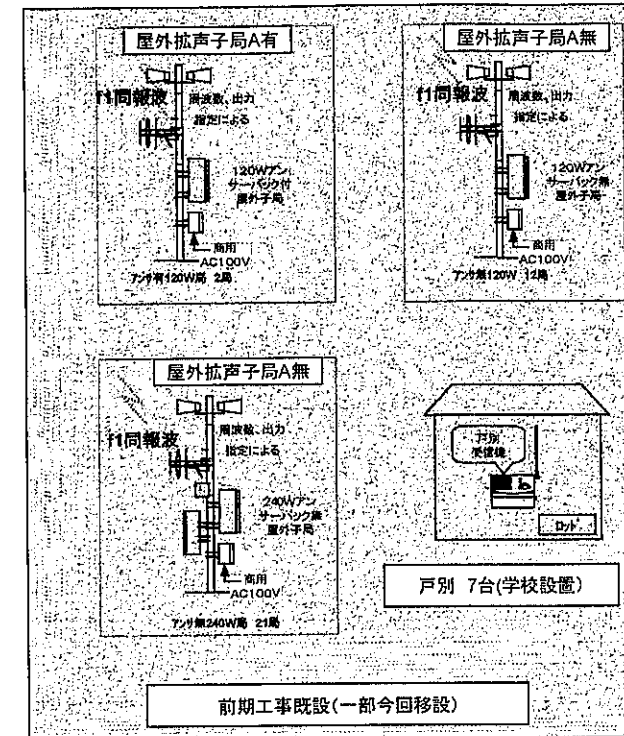 屋外拡声子局A有
f1同報波
周波数、出力
指定による
120Wアン
サーバック付
屋外子局
商用
AC100V
アンサ有120W局 2局
屋外拡声子局A無
f1同報波
周波数、出力
指定による
120Wアン
サーバック無
屋外子局
商用
AC100V
アンサ無120W 12局
屋外拡声子局A無
f1同報波
周波数、出力
指定による
240Wアン
サーバック無
屋外子局
商用
AC100V
アンサ無240W局 21局
戸別
受信機
ロッド
戸別 7台(学校設置)
前期工事既設(一部今回移設)